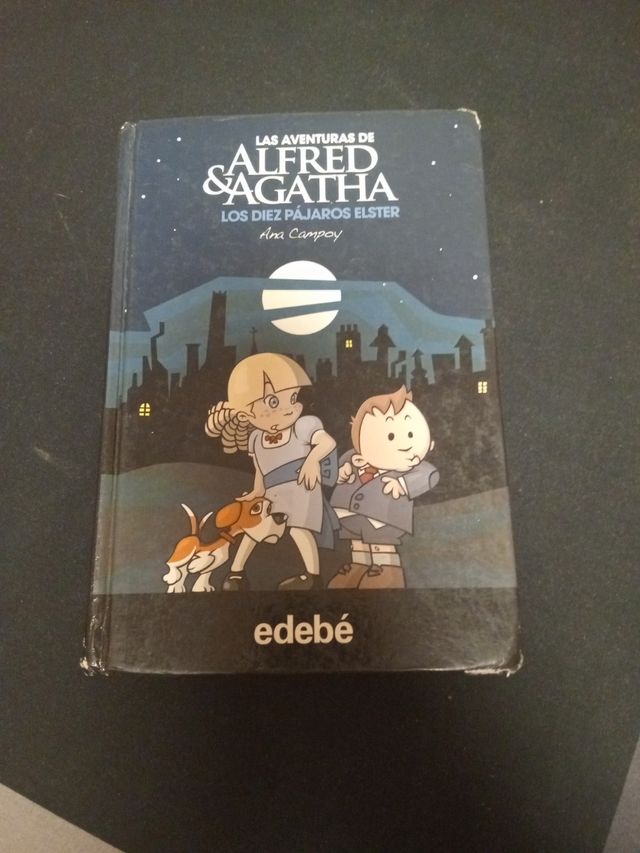 LAS AVENTURAS DE
ALFRED
&AGATHA
LOS DIEZ PÁJAROS ELSTER
Ana Campoy
edebé